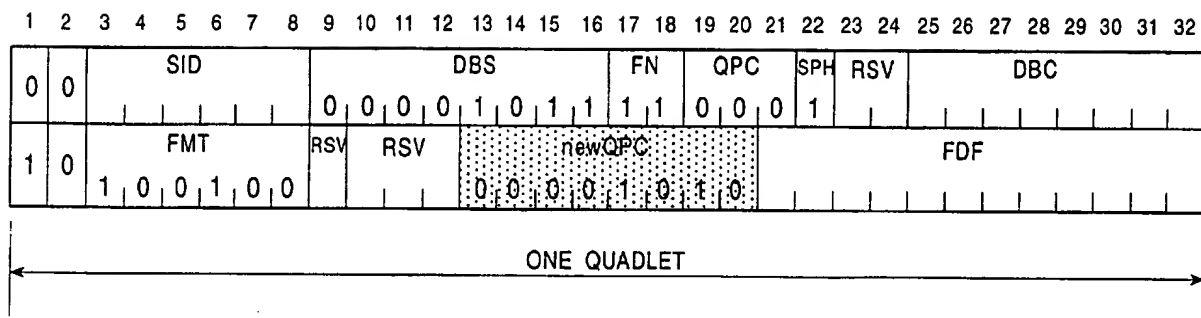 1 2 3 4 5 6 7 8 9 10 11 12 13 14 15 16 17 18 19 20 21 22 23 24 25 26 27 28 29 30 31 32
SID DBS FN QPC SPH RSV DBC
0 0 0 0 0 0 1 0 1 1 1 1 0 0 0 1
FMT RSV RSV newQPC FDF
1 0 1 0 0 1 0 0 0 0 0 0 1 0 1 0
ONE QUADLET